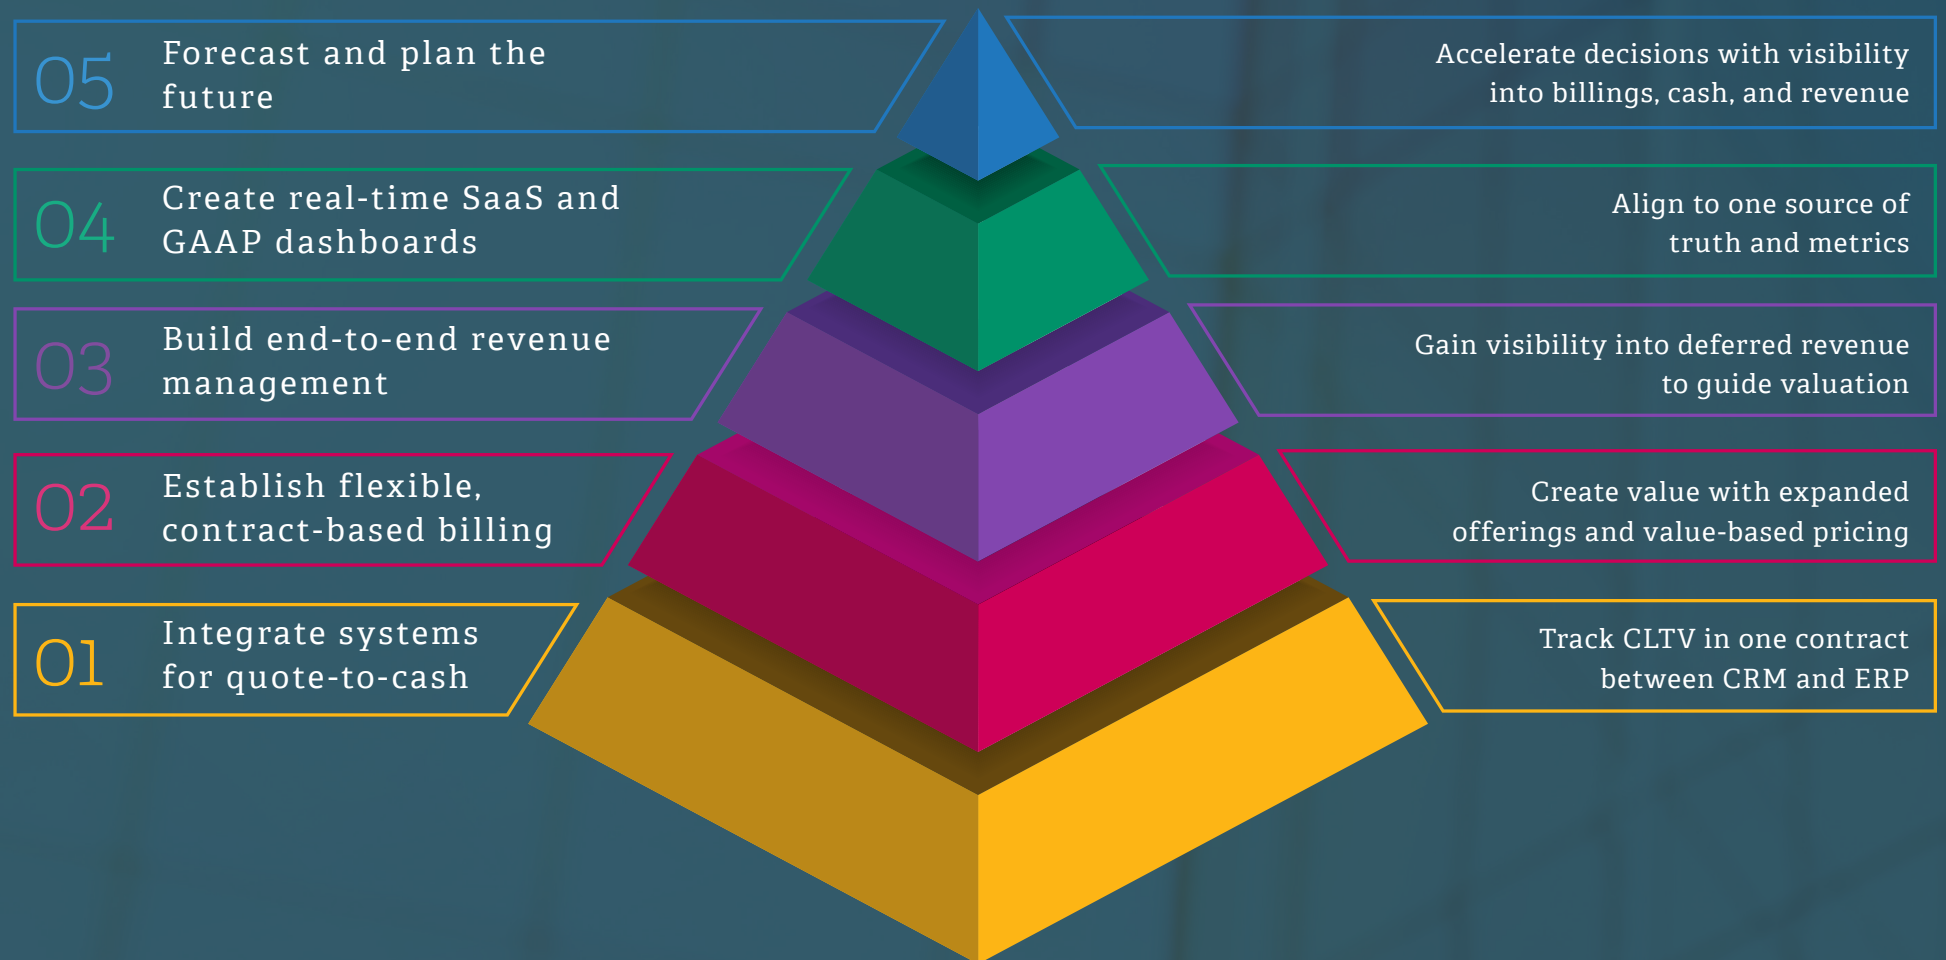 05
Forecast and plan the
future
Accelerate decisions with visibility
into billings, cash, and revenue
04
Create real-time SaaS and
GAAP dashboards
Align to one source of
truth and metrics
03
Build end-to-end revenue
management
Gain visibility into deferred revenue
to guide valuation
02
Establish flexible,
contract-based billing
Create value with expanded
offerings and value-based pricing
01
Integrate systems
for quote-to-cash
Track CLTV in one contract
between CRM and ERP